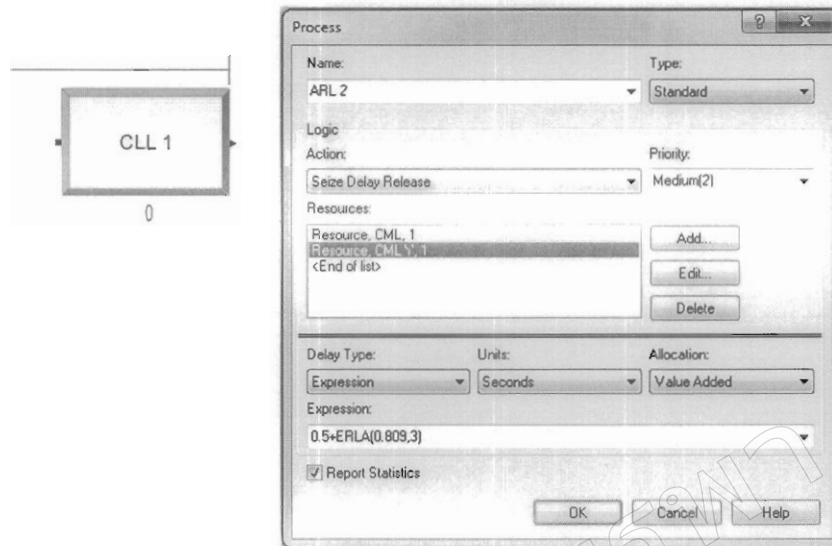 CLL 1
0
Process
Name:
Type:
ARL 2
Standard
Logic
Action:
Priority:
Seize Delay Release
Medium(2)
Resources:
Resource, CML, 1
Resource, 1
<End of list>
Add...
Edit...
Delete
Delay Type:
Units:
Allocation:
Expression
Seconds
Value Added
Expression:
0.5+ERLA(0.809,3)
Report Statistics
OK
Cancel
Help